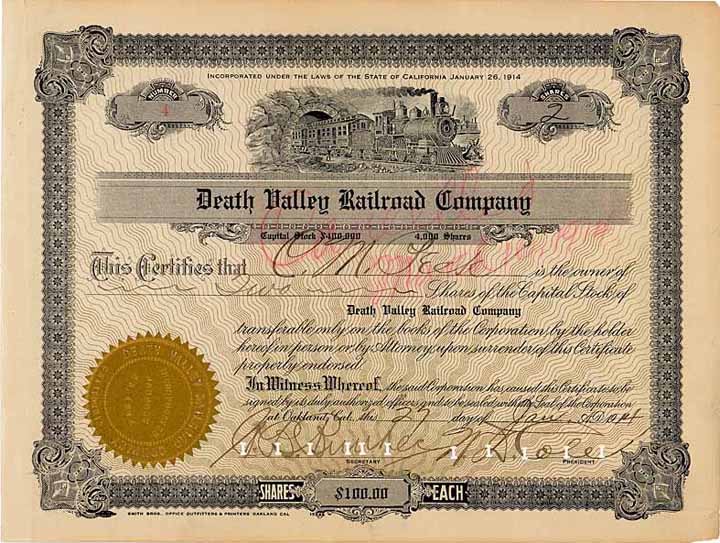 INCORPORATED UNDER THE LAWS OF THE STATE OF CALIFORNIA JANUARY 26, 1914
NUMBER
4
SHARES
2
Death Valley Railroad Company
Capital Stock $400,000 4,000 Shares
This Certifies that C. M. is the owner of
Two Shares of the Capital Stock of
Death Valley Railroad Company
transferable only on the books of the Corporation by the holder
hereof in person or by Attorney upon surrender of this Certificate
properly endorsed.
In Witness Whereof, the said Corporation has caused this Certificate to be
signed by its duly authorized officers and to be sealed with the Seal of the Corporation
at Oakland, Cal. this 27 day of Jan. A.D. 1914
SECRETARY PRESIDENT
SHARES $100.00 EACH
SMITH BROS., OFFICE OUTFITTERS & PRINTERS OAKLAND CAL
DEATH VALLEY